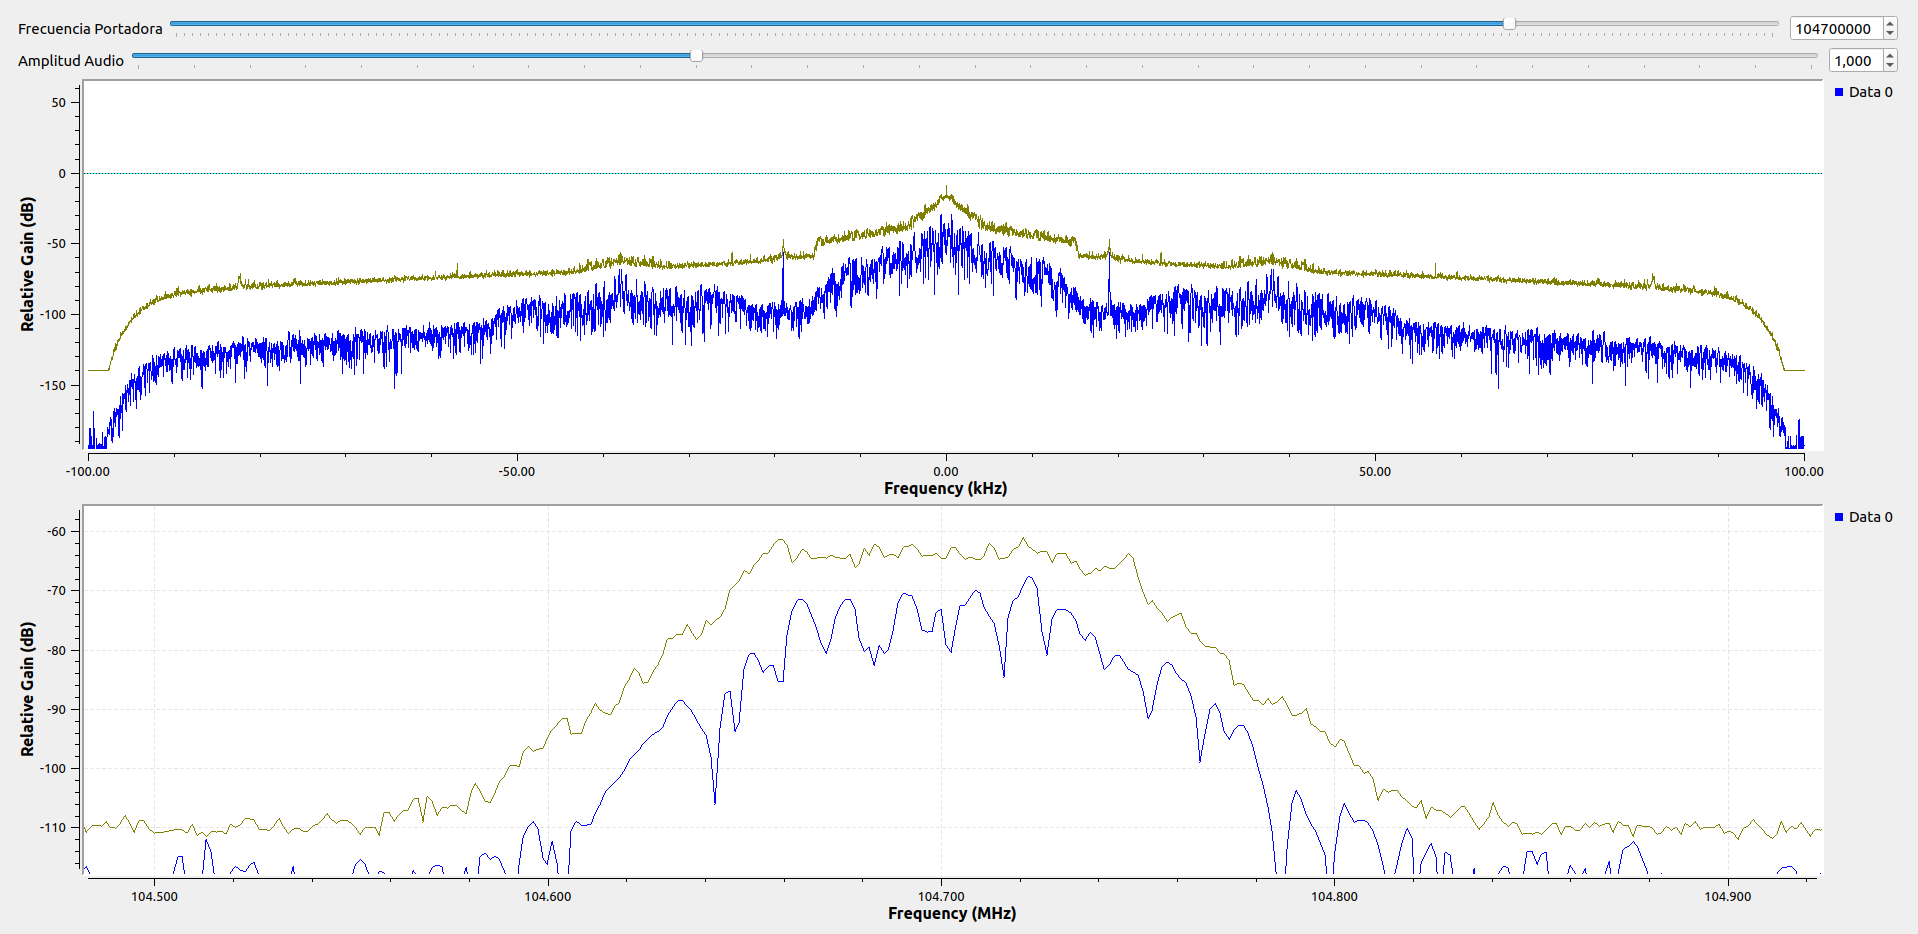 Frecuencia Portadora 104700000
Amplitud Audio 1,000
50
0
-50
-100
-150
Relative Gain (dB)
Data 0
-100.00 -50.00 0.00 50.00 100.00
Frequency (kHz)
-60
-70
-80
-90
-100
-110
Relative Gain (dB)
Data 0
104.500 104.600 104.700 104.800 104.900
Frequency (MHz)